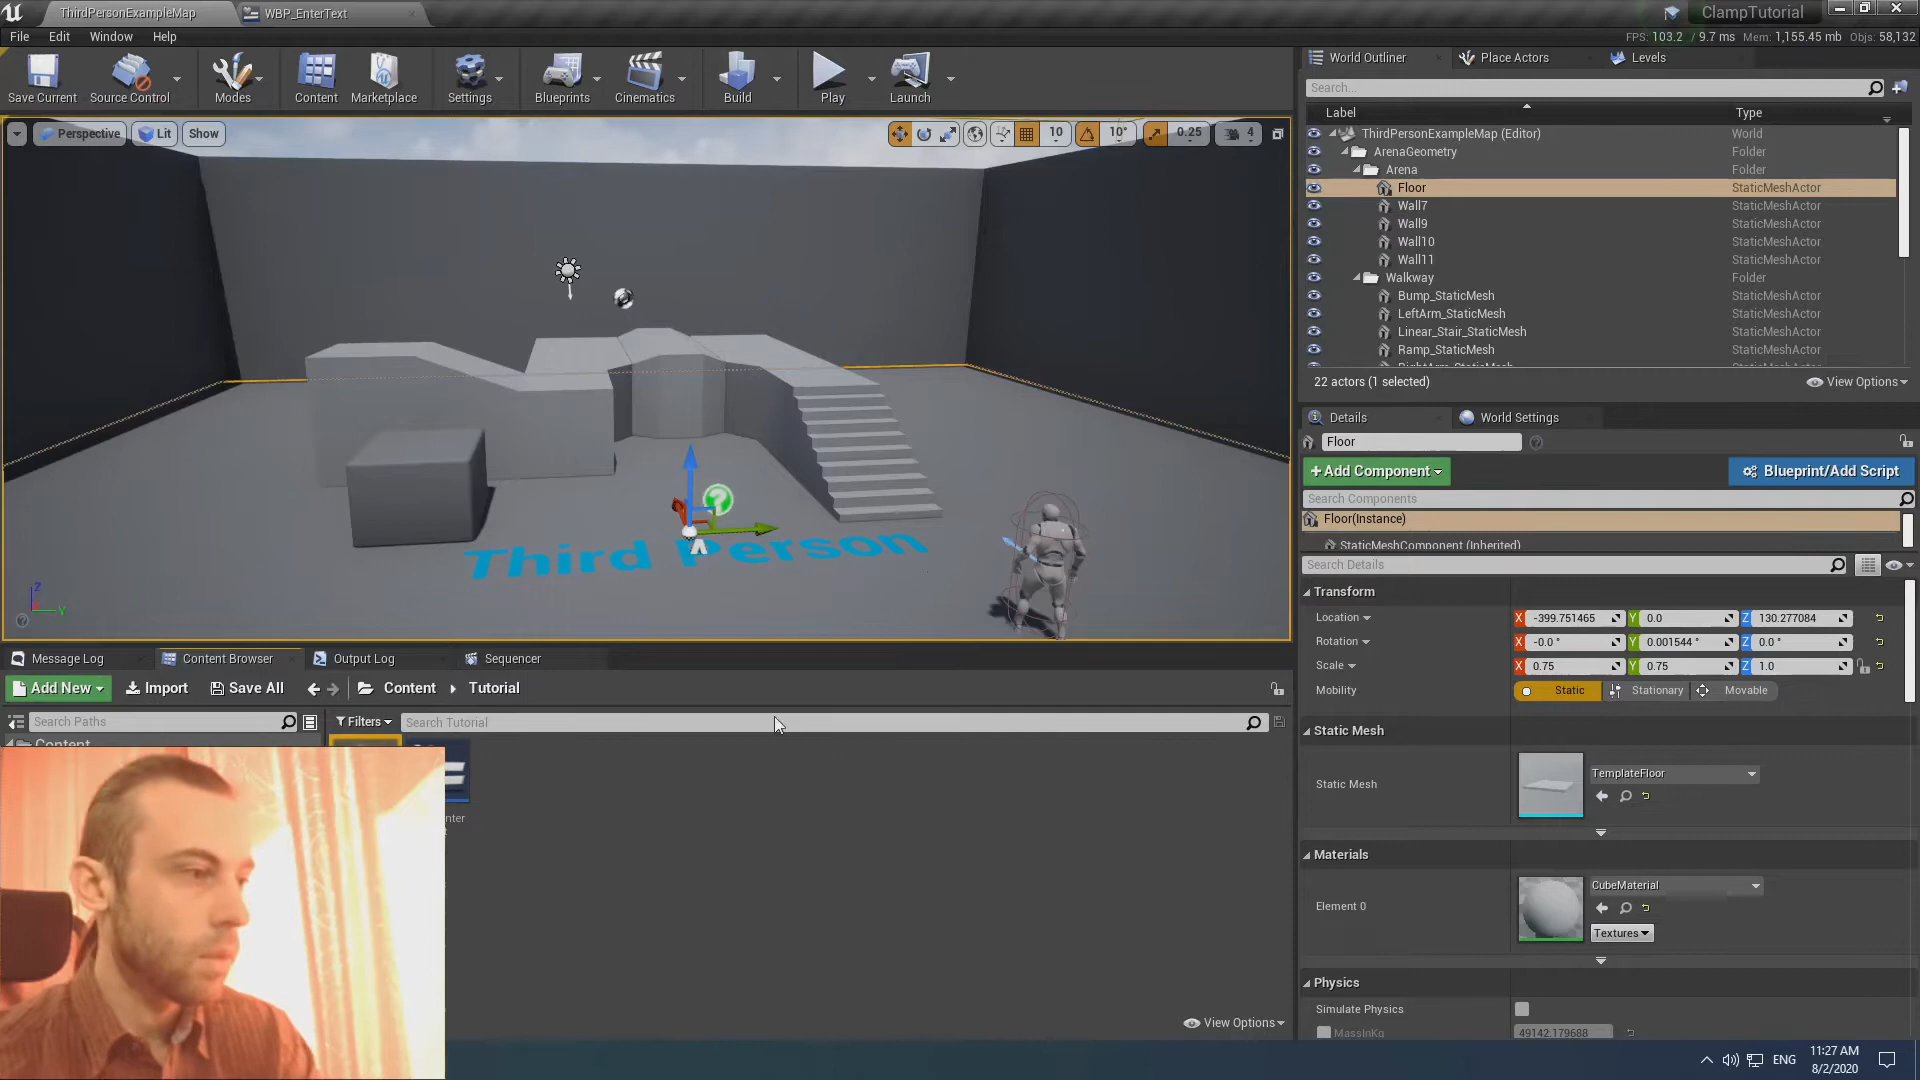 ThirdPersonExampleMap
WBP_EnterText
ClampTutorial
File Edit Window Help
FPS: 103.2 / 9.7 ms Mem: 1,155.45 mb Objs: 58,132
Save Current Source Control Modes Content Marketplace Settings Blueprints Cinematics Build Play Launch
World Outliner Place Actors Levels
Search...
Label Type
Perspective Lit Show 10 10° 0.25 4
ThirdPersonExampleMap (Editor) World
ArenaGeometry Folder
Arena Folder
Floor StaticMeshActor
Wall7 StaticMeshActor
Wall9 StaticMeshActor
Wall10 StaticMeshActor
Wall11 StaticMeshActor
Walkway Folder
Bump_StaticMesh StaticMeshActor
LeftArm_StaticMesh StaticMeshActor
Linear_Stair_StaticMesh StaticMeshActor
Ramp_StaticMesh StaticMeshActor
22 actors (1 selected) View Options
Third Person
Z
Y
Details World Settings
Floor
+Add Component Blueprint/Add Script
Search Components
Floor(Instance)
StaticMeshComponent (Inherited)
Search Details
Transform
Location X -399.751465 Y 0.0 Z 130.277084
Rotation X -0.0 ° Y 0.001544 ° Z 0.0 °
Scale X 0.75 Y 0.75 Z 1.0
Mobility Static Stationary Movable
Static Mesh
Static Mesh TemplateFloor
Materials
Element 0 CubeMaterial
Textures
Physics
Simulate Physics
MassInKg 49142.179688
Message Log Content Browser Output Log Sequencer
Add New Import Save All Content Tutorial
Search Paths Filters Search Tutorial
Content
View Options
ENG
11:27 AM
8/2/2020